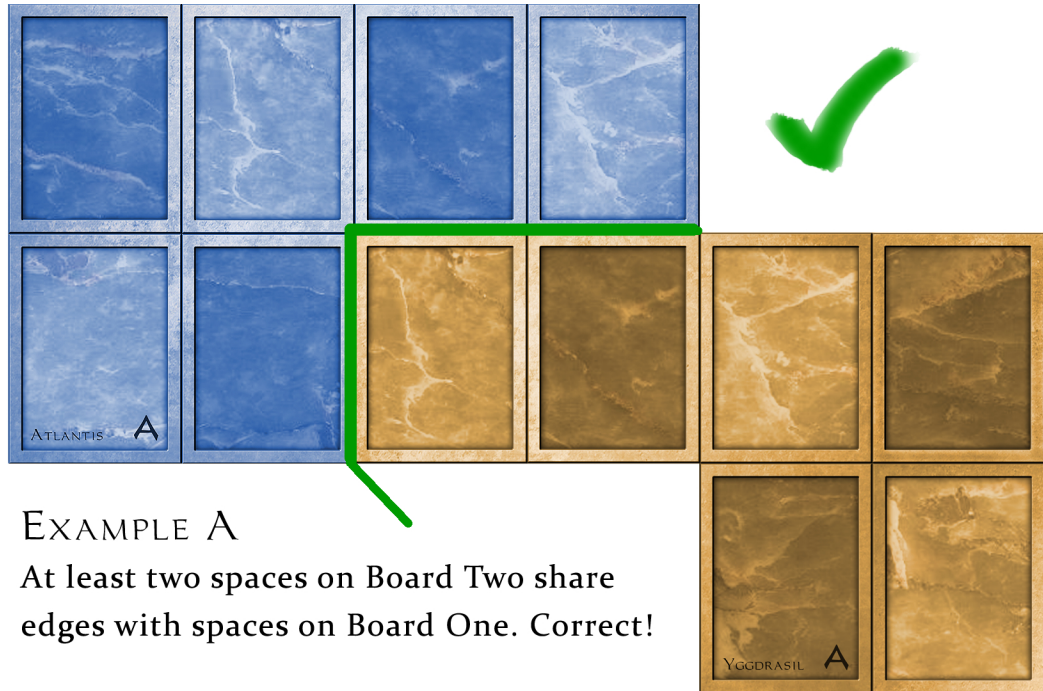 Atlantis A
Example A
At least two spaces on Board Two share
edges with spaces on Board One. Correct!
Yggdrasil A